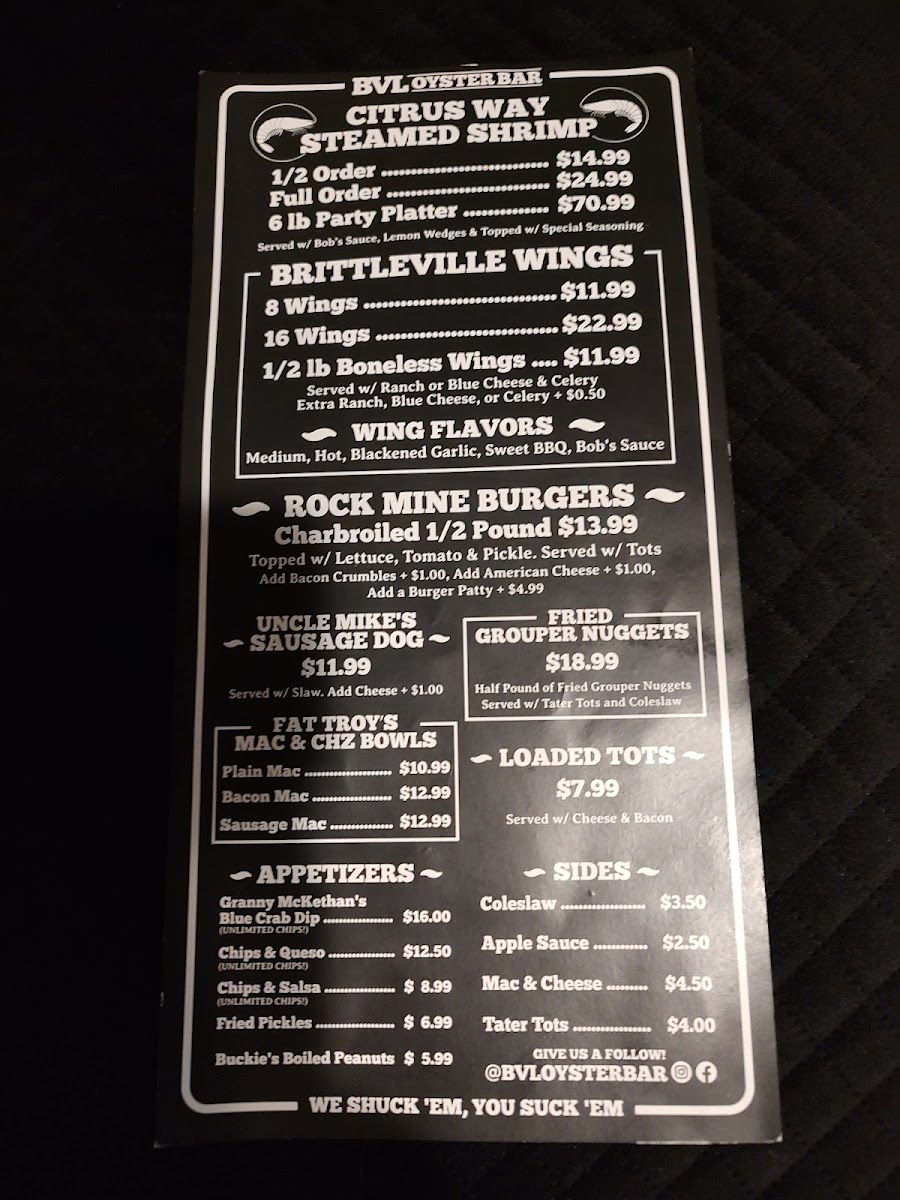 BVL OYSTER BAR
CITRUS WAY
STEAMED SHRIMP
1/2 Order ........ $14.99
Full Order ........ $24.99
6 lb Party Platter ........ $70.99
Served w/ Bob's Sauce, Lemon Wedges & Topped w/ Special Seasoning
BRITTLEVILLE WINGS
8 Wings ........ $11.99
16 Wings ........ $22.99
1/2 lb Boneless Wings .... $11.99
Served w/ Ranch or Blue Cheese & Celery
Extra Ranch, Blue Cheese, or Celery + $0.50
WING FLAVORS
Medium, Hot, Blackened Garlic, Sweet BBQ, Bob's Sauce
ROCK MINE BURGERS
Charbroiled 1/2 Pound $13.99
Topped w/ Lettuce, Tomato & Pickle. Served w/ Tots
Add Bacon Crumbles + $1.00, Add American Cheese + $1.00,
Add a Burger Patty + $4.99
UNCLE MIKE'S
~ SAUSAGE DOG ~
$11.99
Served w/ Slaw. Add Cheese + $1.00
FRIED
GROUPER NUGGETS
$18.99
Half Pound of Fried Grouper Nuggets
Served w/ Tater Tots and Coleslaw
FAT TROY'S
MAC & CHZ BOWLS
Plain Mac ........ $10.99
Bacon Mac ........ $12.99
Sausage Mac ........ $12.99
~ LOADED TOTS ~
$7.99
Served w/ Cheese & Bacon
~ APPETIZERS ~
Granny McKethan's
Blue Crab Dip ........ $16.00
(UNLIMITED CHIPS!)
Chips & Queso ........ $12.50
(UNLIMITED CHIPS!)
Chips & Salsa ........ $ 8.99
(UNLIMITED CHIPS!)
Fried Pickles ........ $ 6.99
Buckie's Boiled Peanuts $ 5.99
~ SIDES ~
Coleslaw ........ $3.50
Apple Sauce ........ $2.50
Mac & Cheese ........ $4.50
Tater Tots ........ $4.00
GIVE US A FOLLOW!
@BVLOYSTERBAR
WE SHUCK 'EM, YOU SUCK 'EM